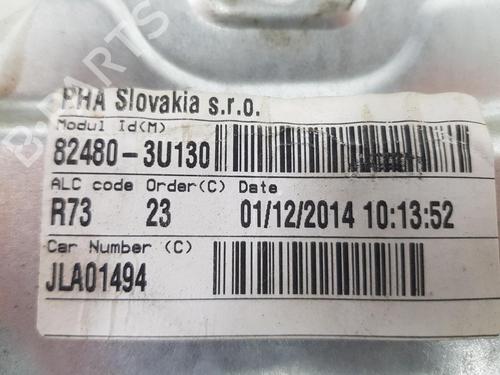 PHA Slovakia s.r.o.
Modul Id(M)
82480-3U130
ALC code Order(C) Date
R73 23 01/12/2014 10:13:52
Car Number (C)
JLA01494